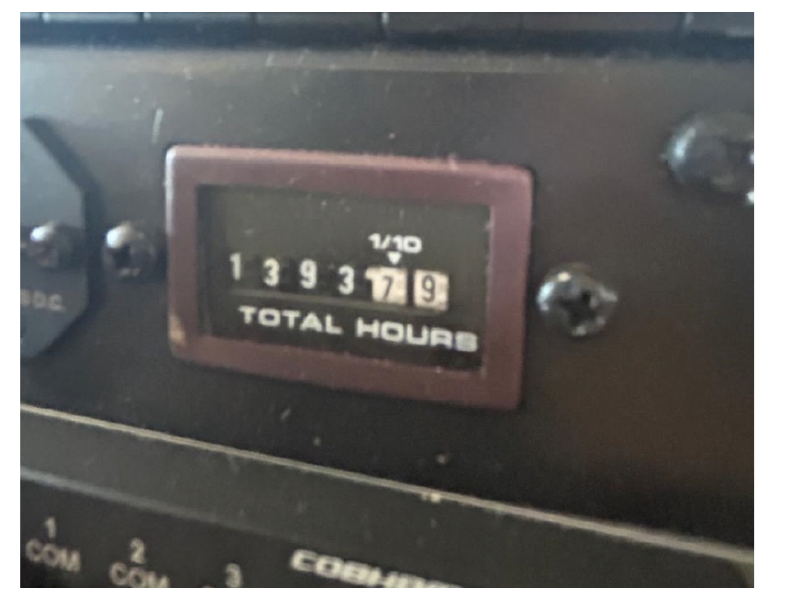 1/10
1 3 9 3 7 9
TOTAL HOURS
D.C.
1 2 3
COM COM